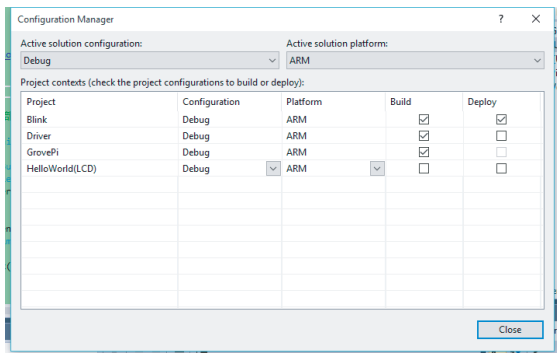 Configuration Manager ? ×
Active solution configuration: Active solution platform:
Debug ARM
Project contexts (check the project configurations to build or deploy):
Project Configuration Platform Build Deploy
Blink Debug ARM
Driver Debug ARM
GrovePi Debug ARM
HelloWorld(LCD) Debug ARM
Close